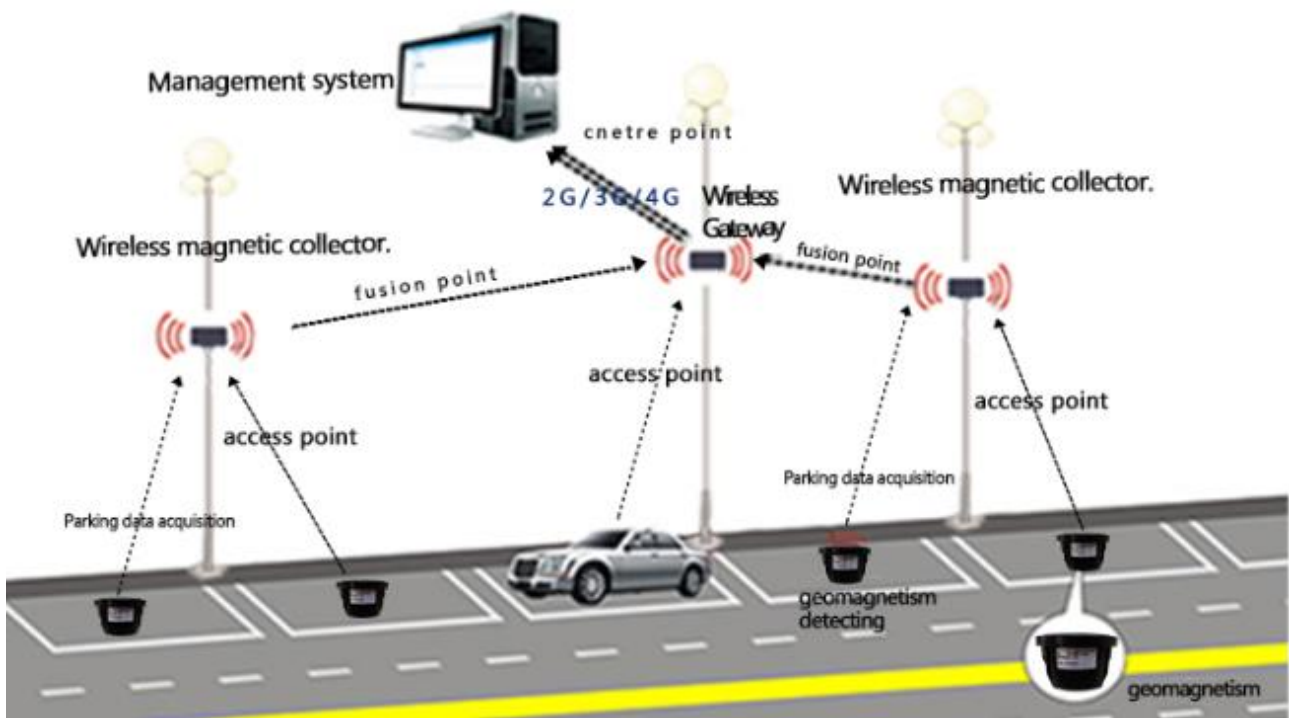 Management system
cnetre point
2G/3G/4G
Wireless
Gateway
Wireless magnetic collector.
Wireless magnetic collector.
fusion point
fusion point
access point
access point
access point
Parking data acquisition
Parking data acquisition
geomagnetism
detecting
geomagnetism